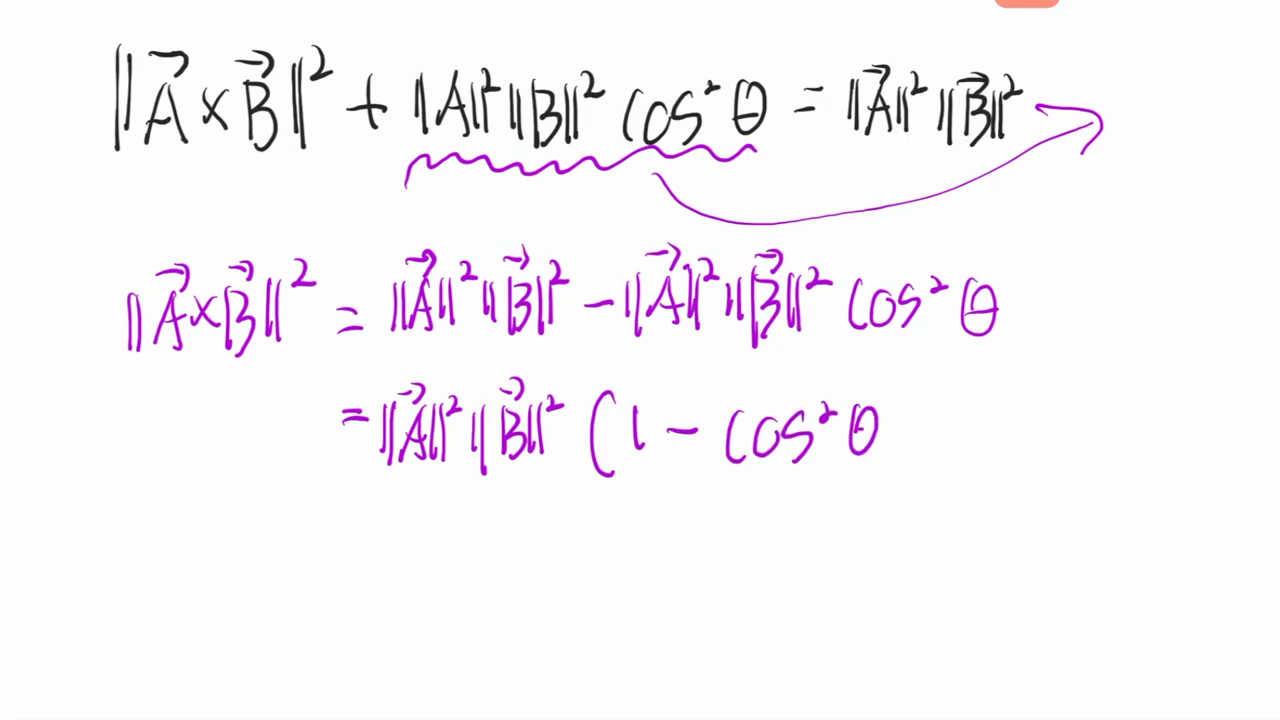 ‖A⃗×B⃗‖² + ‖A‖²‖B‖² cos²θ = ‖A⃗‖²‖B⃗‖²
‖A⃗×B⃗‖² = ‖A⃗‖²‖B⃗‖² − ‖A⃗‖²‖B⃗‖² cos²θ
= ‖A⃗‖²‖B⃗‖² (1 − cos²θ